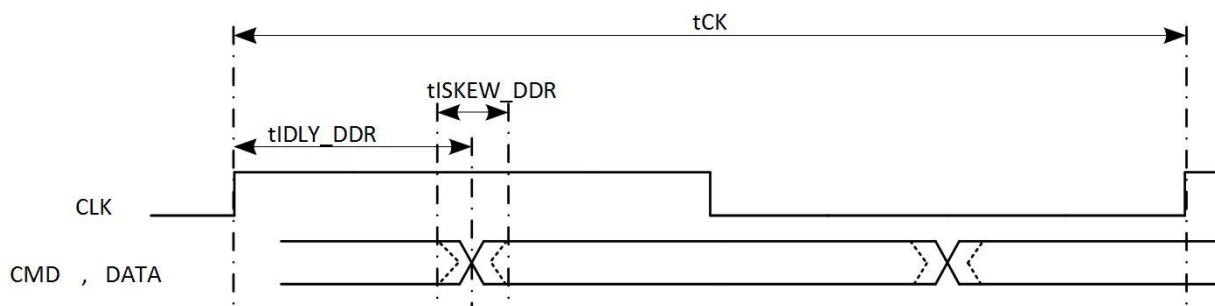 tCK
tISKEW_DDR
tIDLY_DDR
CLK
CMD , DATA